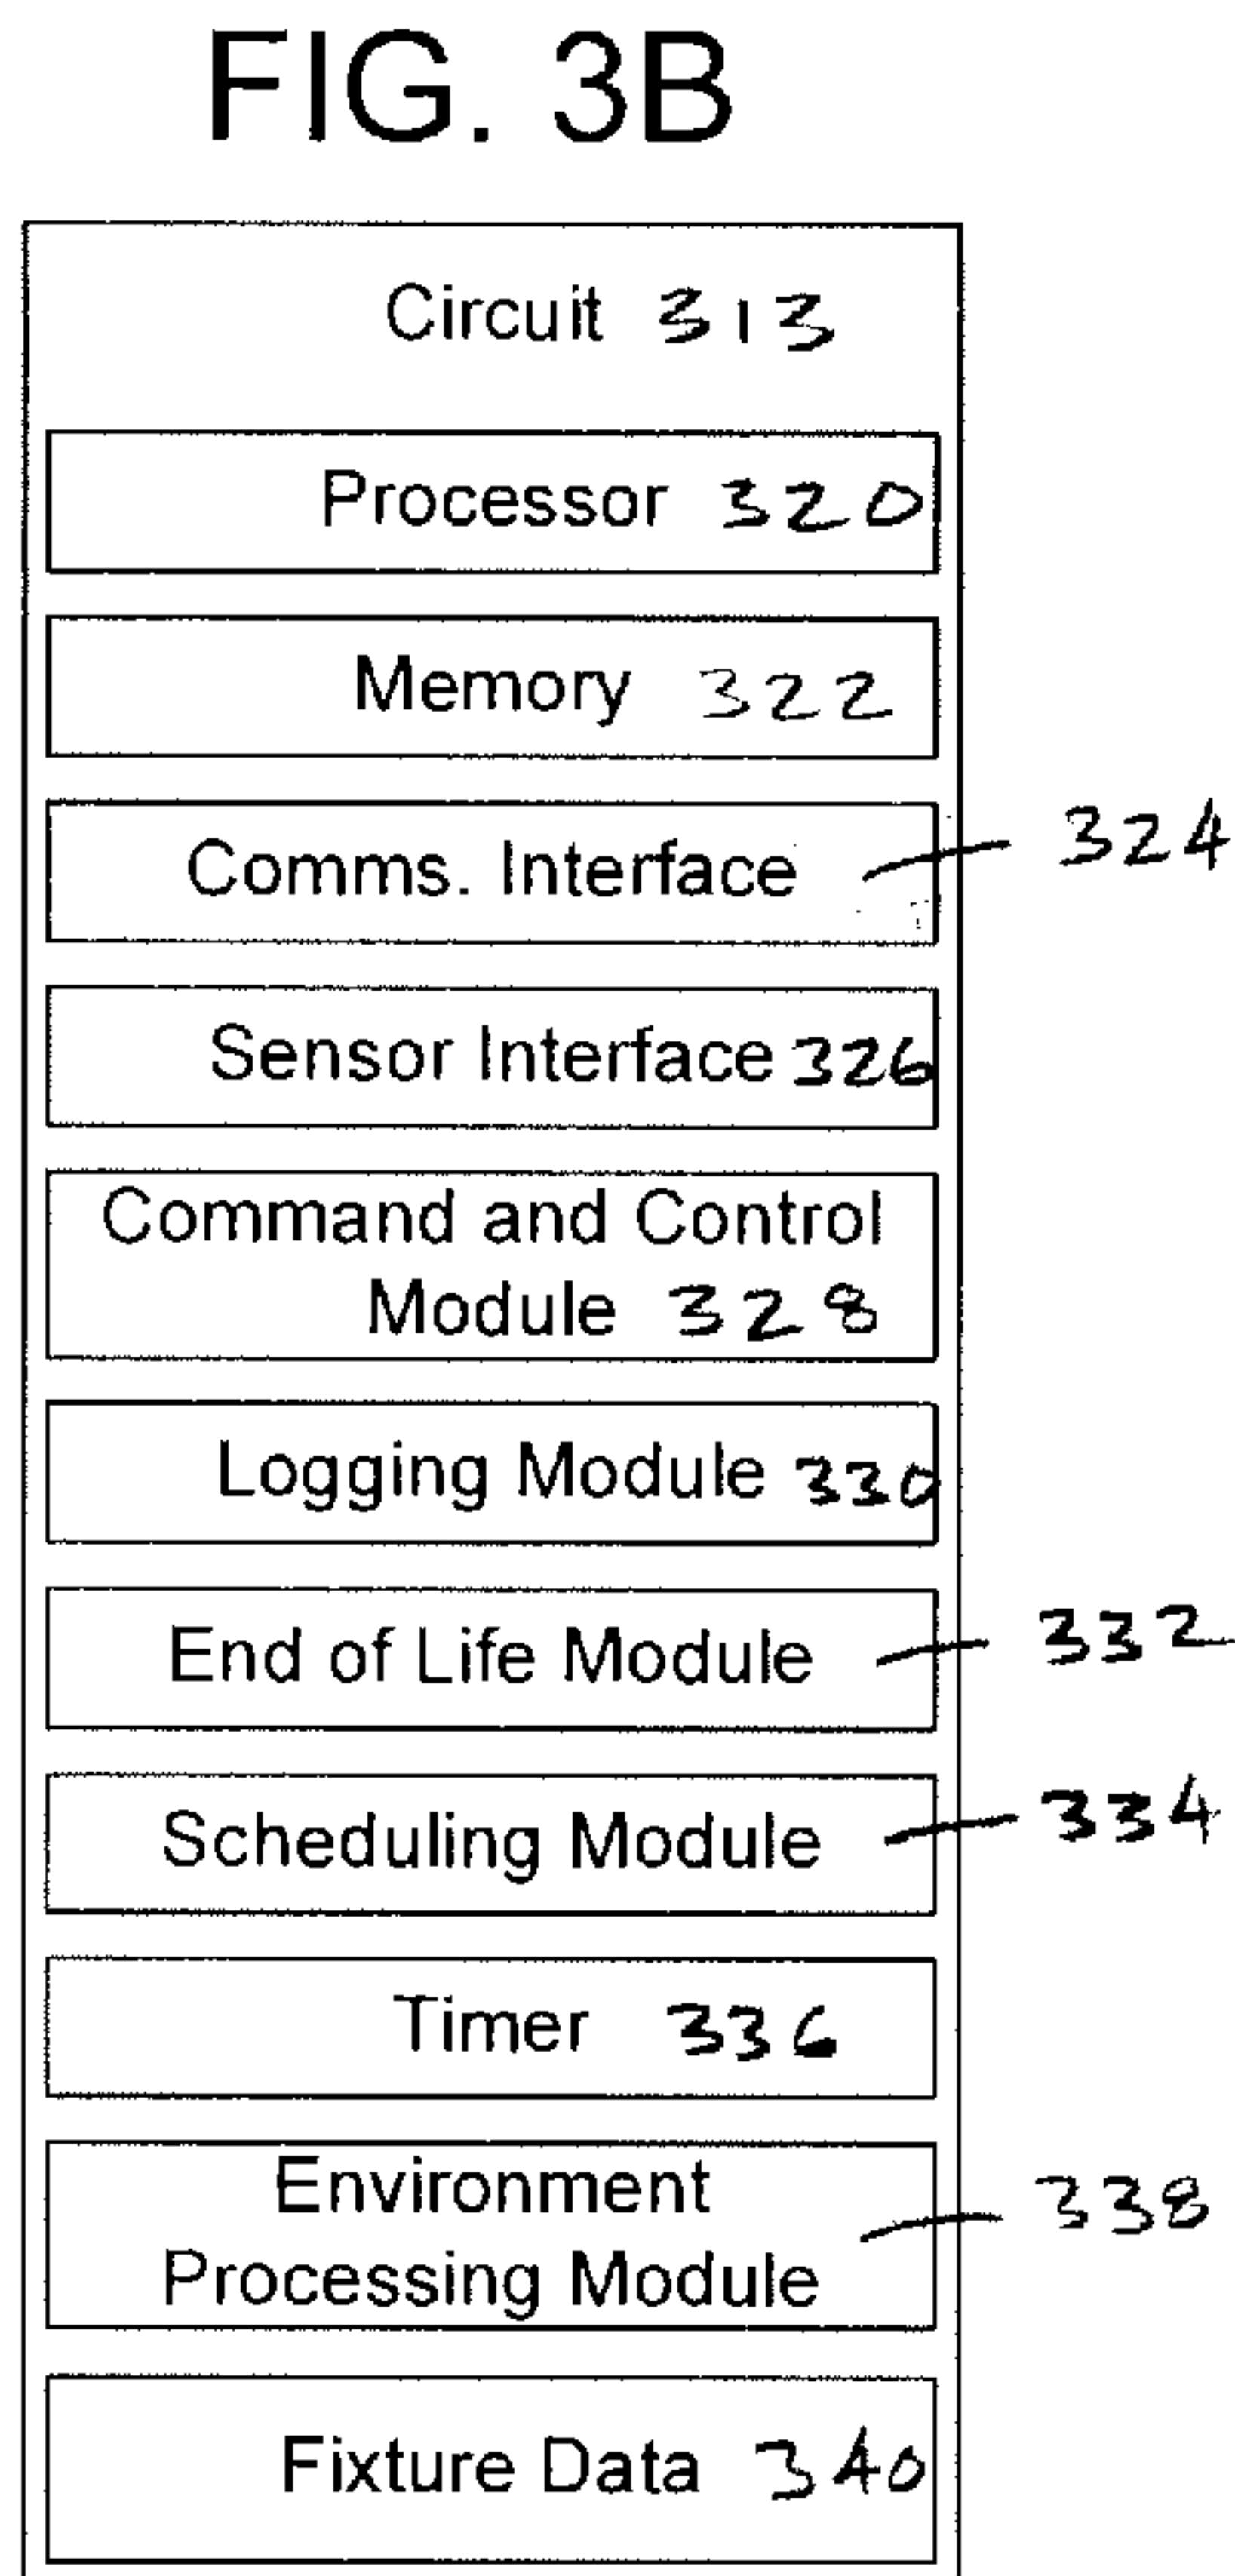 FIG. 3B
Circuit 313
Processor 320
Memory 322
Comms. Interface 324
Sensor Interface 326
Command and Control
Module 328
Logging Module 330
End of Life Module 332
Scheduling Module 334
Timer 336
Environment
Processing Module 338
Fixture Data 340